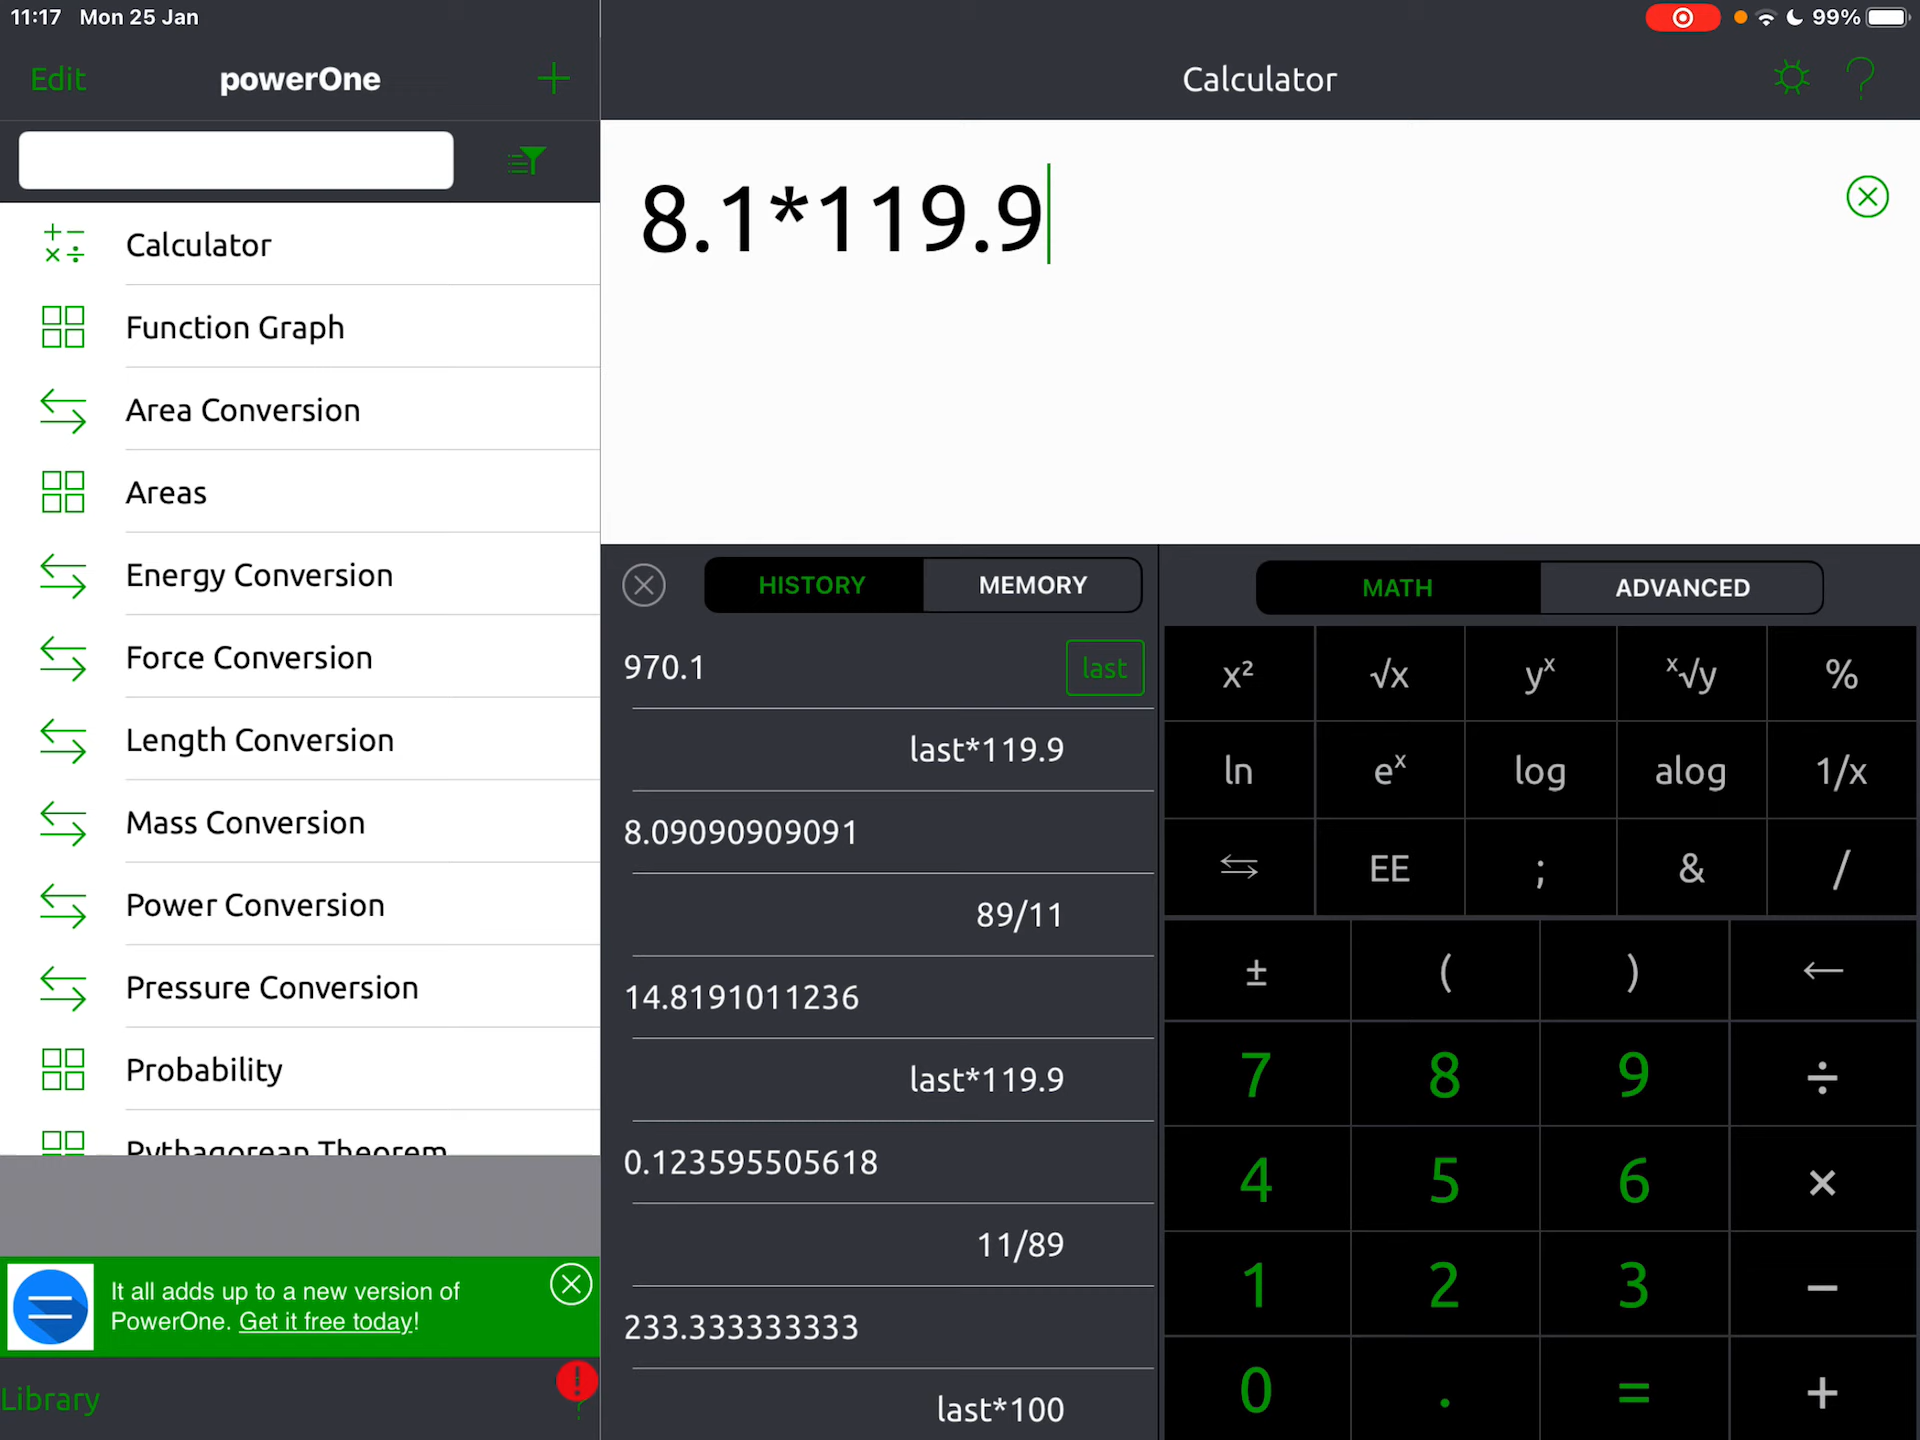 11:17 Mon 25 Jan
99%
Edit powerOne +
Calculator
?
Calculator
Function Graph
Area Conversion
Areas
Energy Conversion
Force Conversion
Length Conversion
Mass Conversion
Power Conversion
Pressure Conversion
Probability
Pythagorean Theorem
It all adds up to a new version of
PowerOne. Get it free today!
Library
!
?
8.1*119.9
HISTORY MEMORY
970.1 last
last*119.9
8.09090909091
89/11
14.8191011236
last*119.9
0.123595505618
11/89
233.333333333
last*100
MATH ADVANCED
x² √x yˣ ˣ√y %
ln eˣ log alog 1/x
⇆ EE ; & /
± ( ) ←
7 8 9 ÷
4 5 6 ×
1 2 3 −
0 . = +